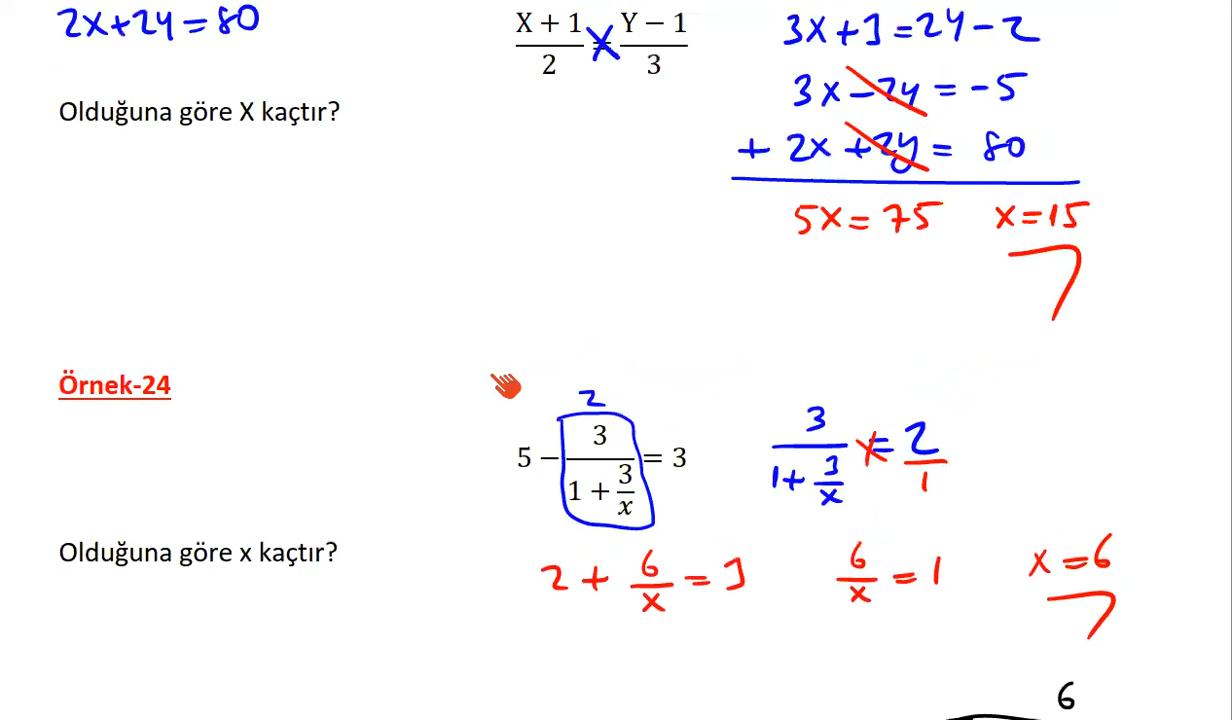 2x+2y=80
X + 1 / 2 = Y − 1 / 3
3x+3=2y-2
3x-2y=-5
+ 2x+2y= 80
5x=75 x=15
Olduğuna göre X kaçtır?
Örnek-24
2
5 − 3 / (1 + 3/x) = 3
3 / (1+ 3/x) = 2/1
2 + 6/x = 3 6/x = 1 x=6
Olduğuna göre x kaçtır?
6